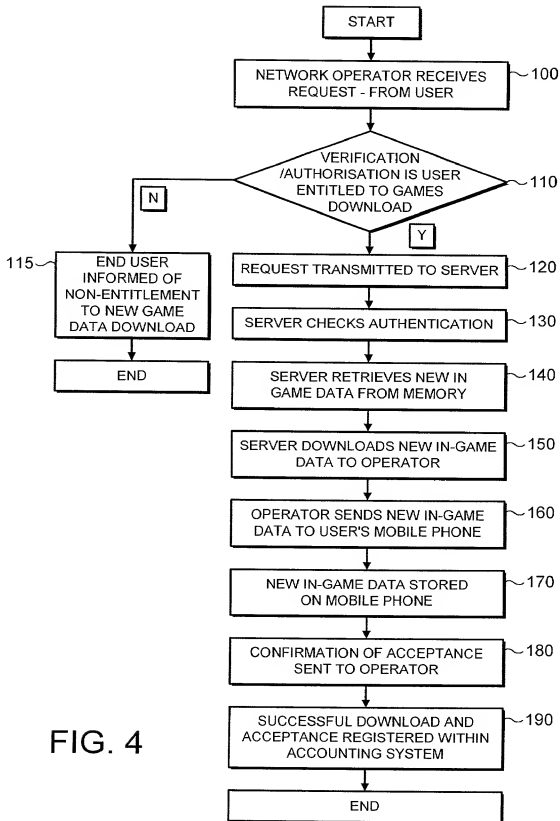 START
NETWORK OPERATOR RECEIVES
REQUEST - FROM USER
100
VERIFICATION
/AUTHORISATION IS USER
ENTITLED TO GAMES
DOWNLOAD
110
N
Y
115
END USER
INFORMED OF
NON-ENTITLEMENT
TO NEW GAME
DATA DOWNLOAD
END
REQUEST TRANSMITTED TO SERVER
120
SERVER CHECKS AUTHENTICATION
130
SERVER RETRIEVES NEW IN
GAME DATA FROM MEMORY
140
SERVER DOWNLOADS NEW IN-GAME
DATA TO OPERATOR
150
OPERATOR SENDS NEW IN-GAME
DATA TO USER'S MOBILE PHONE
160
NEW IN-GAME DATA STORED
ON MOBILE PHONE
170
CONFIRMATION OF ACCEPTANCE
SENT TO OPERATOR
180
SUCCESSFUL DOWNLOAD AND
ACCEPTANCE REGISTERED WITHIN
ACCOUNTING SYSTEM
190
END
FIG. 4